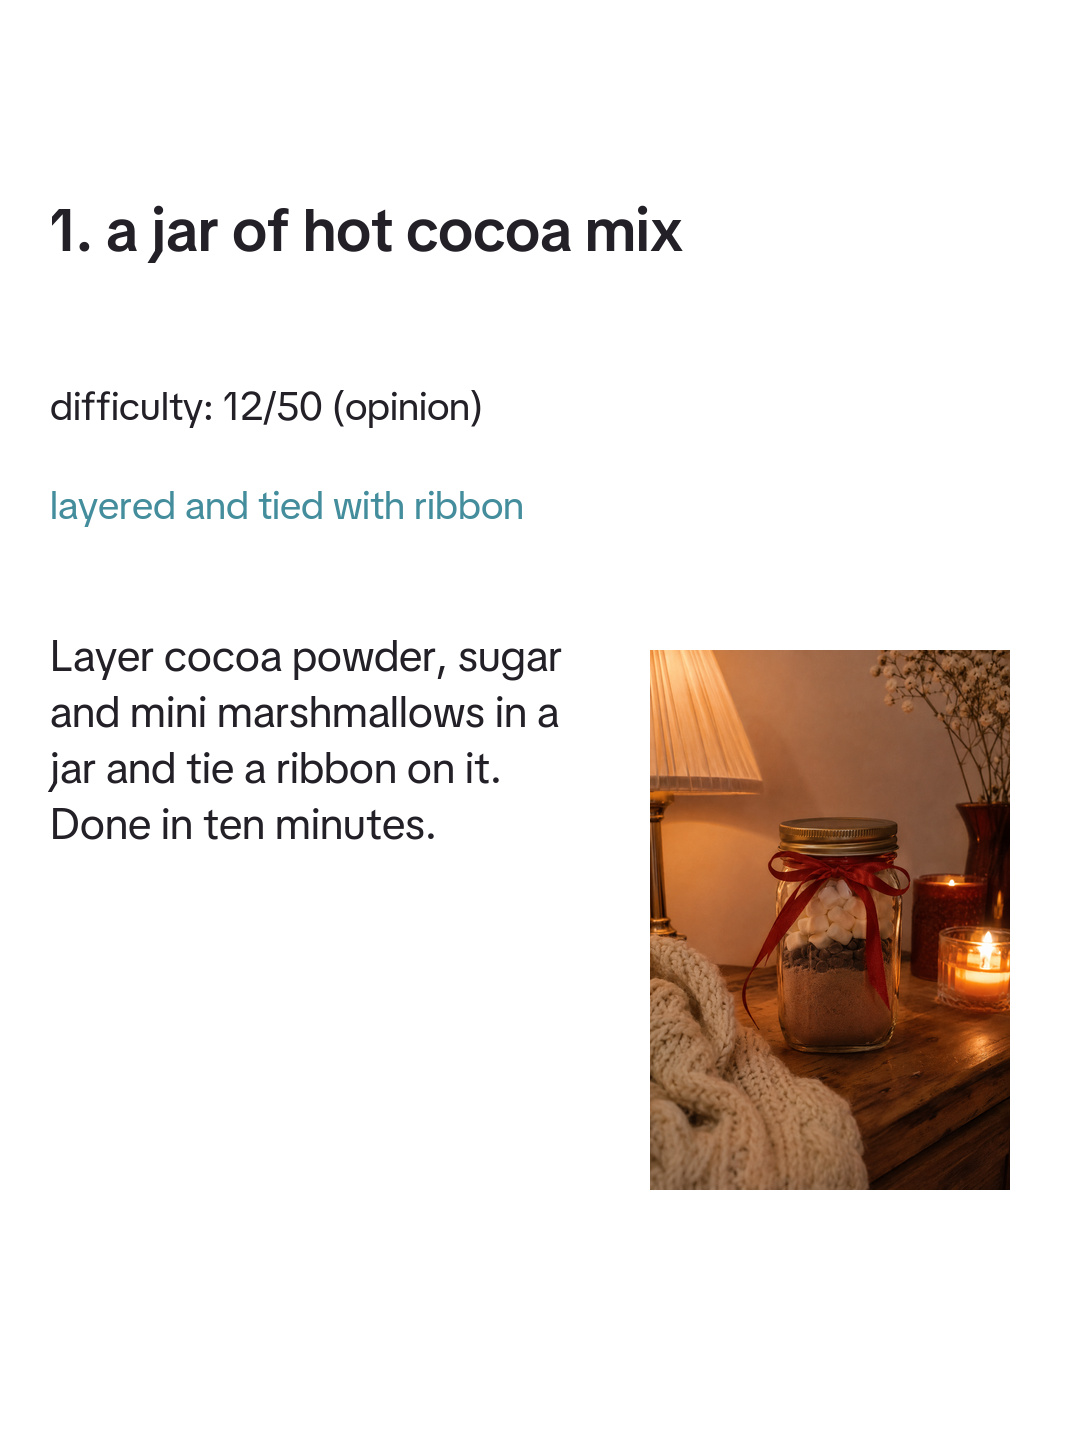 1. a jar of hot cocoa mix
difficulty: 12/50 (opinion)
layered and tied with ribbon
Layer cocoa powder, sugar
and mini marshmallows in a
jar and tie a ribbon on it.
Done in ten minutes.